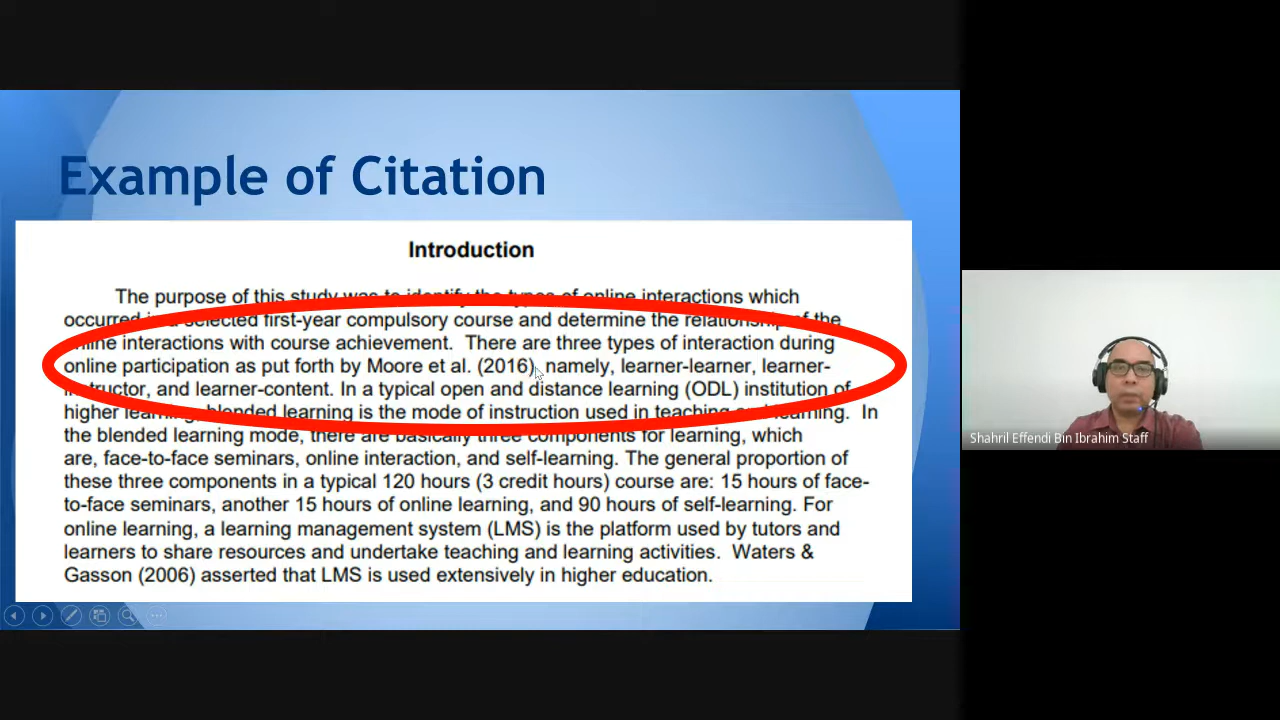 Example of Citation
Introduction
The purpose of this study was to identify the types of online interactions which
occurred in a selected first-year compulsory course and determine the relationship of the
online interactions with course achievement. There are three types of interaction during
online participation as put forth by Moore et al. (2016), namely, learner-learner, learner-
instructor, and learner-content. In a typical open and distance learning (ODL) institution of
higher learning, blended learning is the mode of instruction used in teaching and learning. In
the blended learning mode, there are basically three components for learning, which
are, face-to-face seminars, online interaction, and self-learning. The general proportion of
these three components in a typical 120 hours (3 credit hours) course are: 15 hours of face-
to-face seminars, another 15 hours of online learning, and 90 hours of self-learning. For
online learning, a learning management system (LMS) is the platform used by tutors and
learners to share resources and undertake teaching and learning activities. Waters &
Gasson (2006) asserted that LMS is used extensively in higher education.
Shahril Effendi Bin Ibrahim Staff